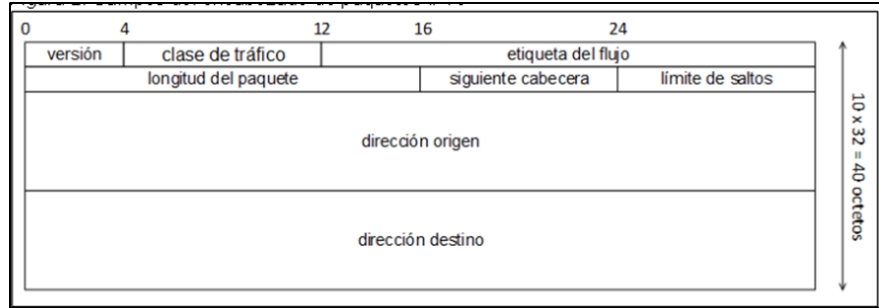 0 4 12 16 24
versión clase de tráfico etiqueta del flujo
longitud del paquete siguiente cabecera límite de saltos
dirección origen
dirección destino
10 x 32 = 40 octetos